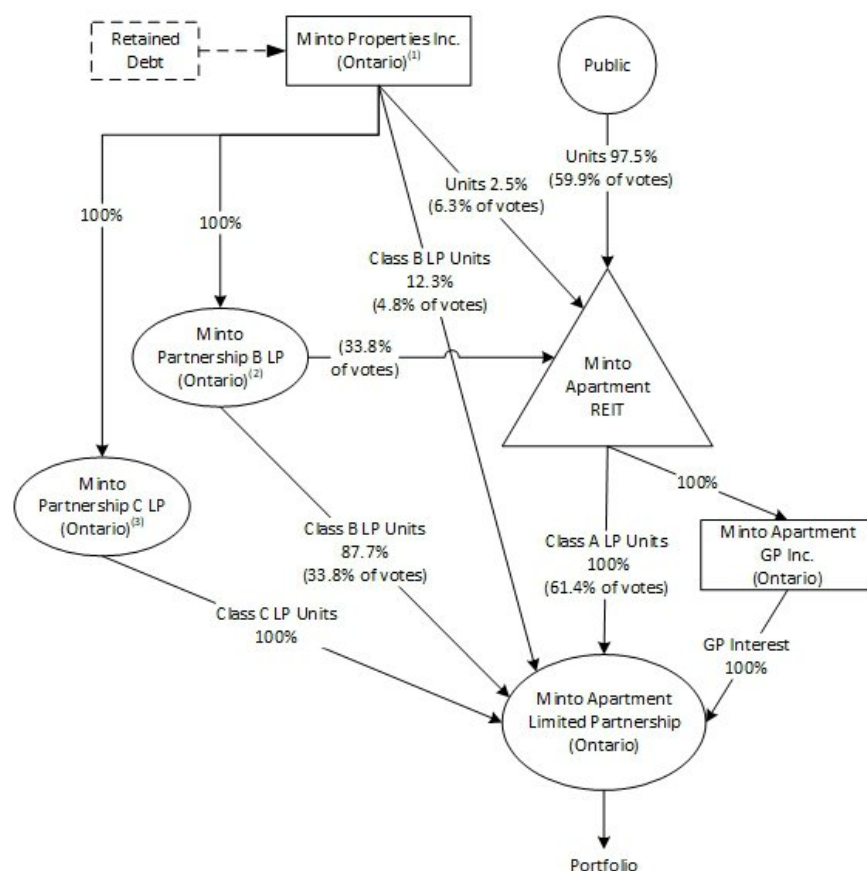 Retained
Debt
Minto Properties Inc.
(Ontario)(1)
Public
Units 97.5%
(59.9% of votes)
Units 2.5%
(6.3% of votes)
100%
100%
Class B LP Units
12.3%
(4.8% of votes)
Minto
Partnership B LP
(Ontario)(2)
(33.8%
of votes)
Minto
Apartment
REIT
Minto
Partnership C LP
(Ontario)(3)
100%
Class B LP Units
87.7%
(33.8% of votes)
Class A LP Units
100%
(61.4% of votes)
Minto Apartment
GP Inc.
(Ontario)
Class C LP Units
100%
GP Interest
100%
Minto Apartment
Limited Partnership
(Ontario)
Portfolio